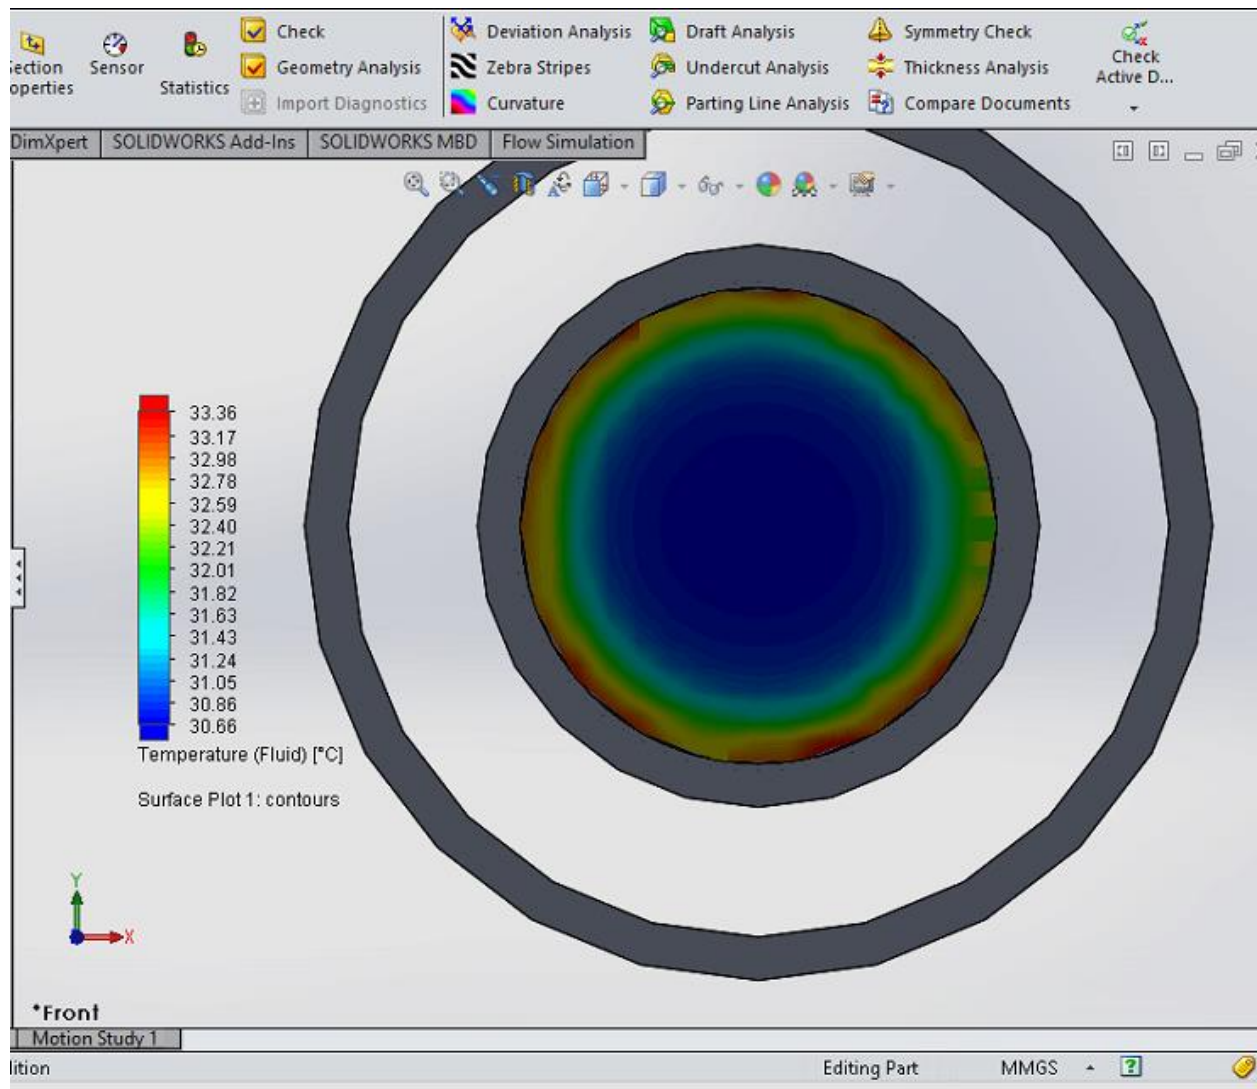 Check
Deviation Analysis
Draft Analysis
Symmetry Check
ection
operties
Sensor
Statistics
Geometry Analysis
Zebra Stripes
Undercut Analysis
Thickness Analysis
Check
Active D...
Import Diagnostics
Curvature
Parting Line Analysis
Compare Documents
DimXpert
SOLIDWORKS Add-Ins
SOLIDWORKS MBD
Flow Simulation
33.36
33.17
32.98
32.78
32.59
32.40
32.21
32.01
31.82
31.63
31.43
31.24
31.05
30.86
30.66
Temperature (Fluid) [°C]
Surface Plot 1: contours
Y
X
*Front
Motion Study 1
lition
Editing Part
MMGS